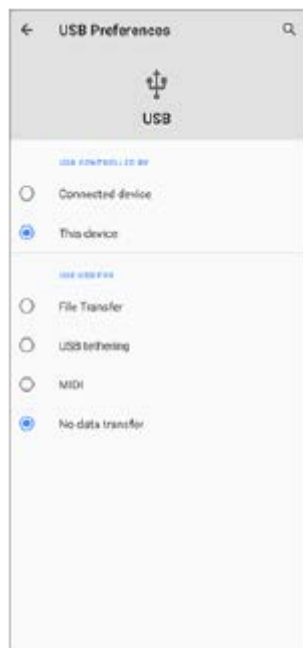 USB Preferences
USB
USB CONTROLLED BY
Connected device
This device
USE USB FOR
File Transfer
USB tethering
MIDI
No data transfer